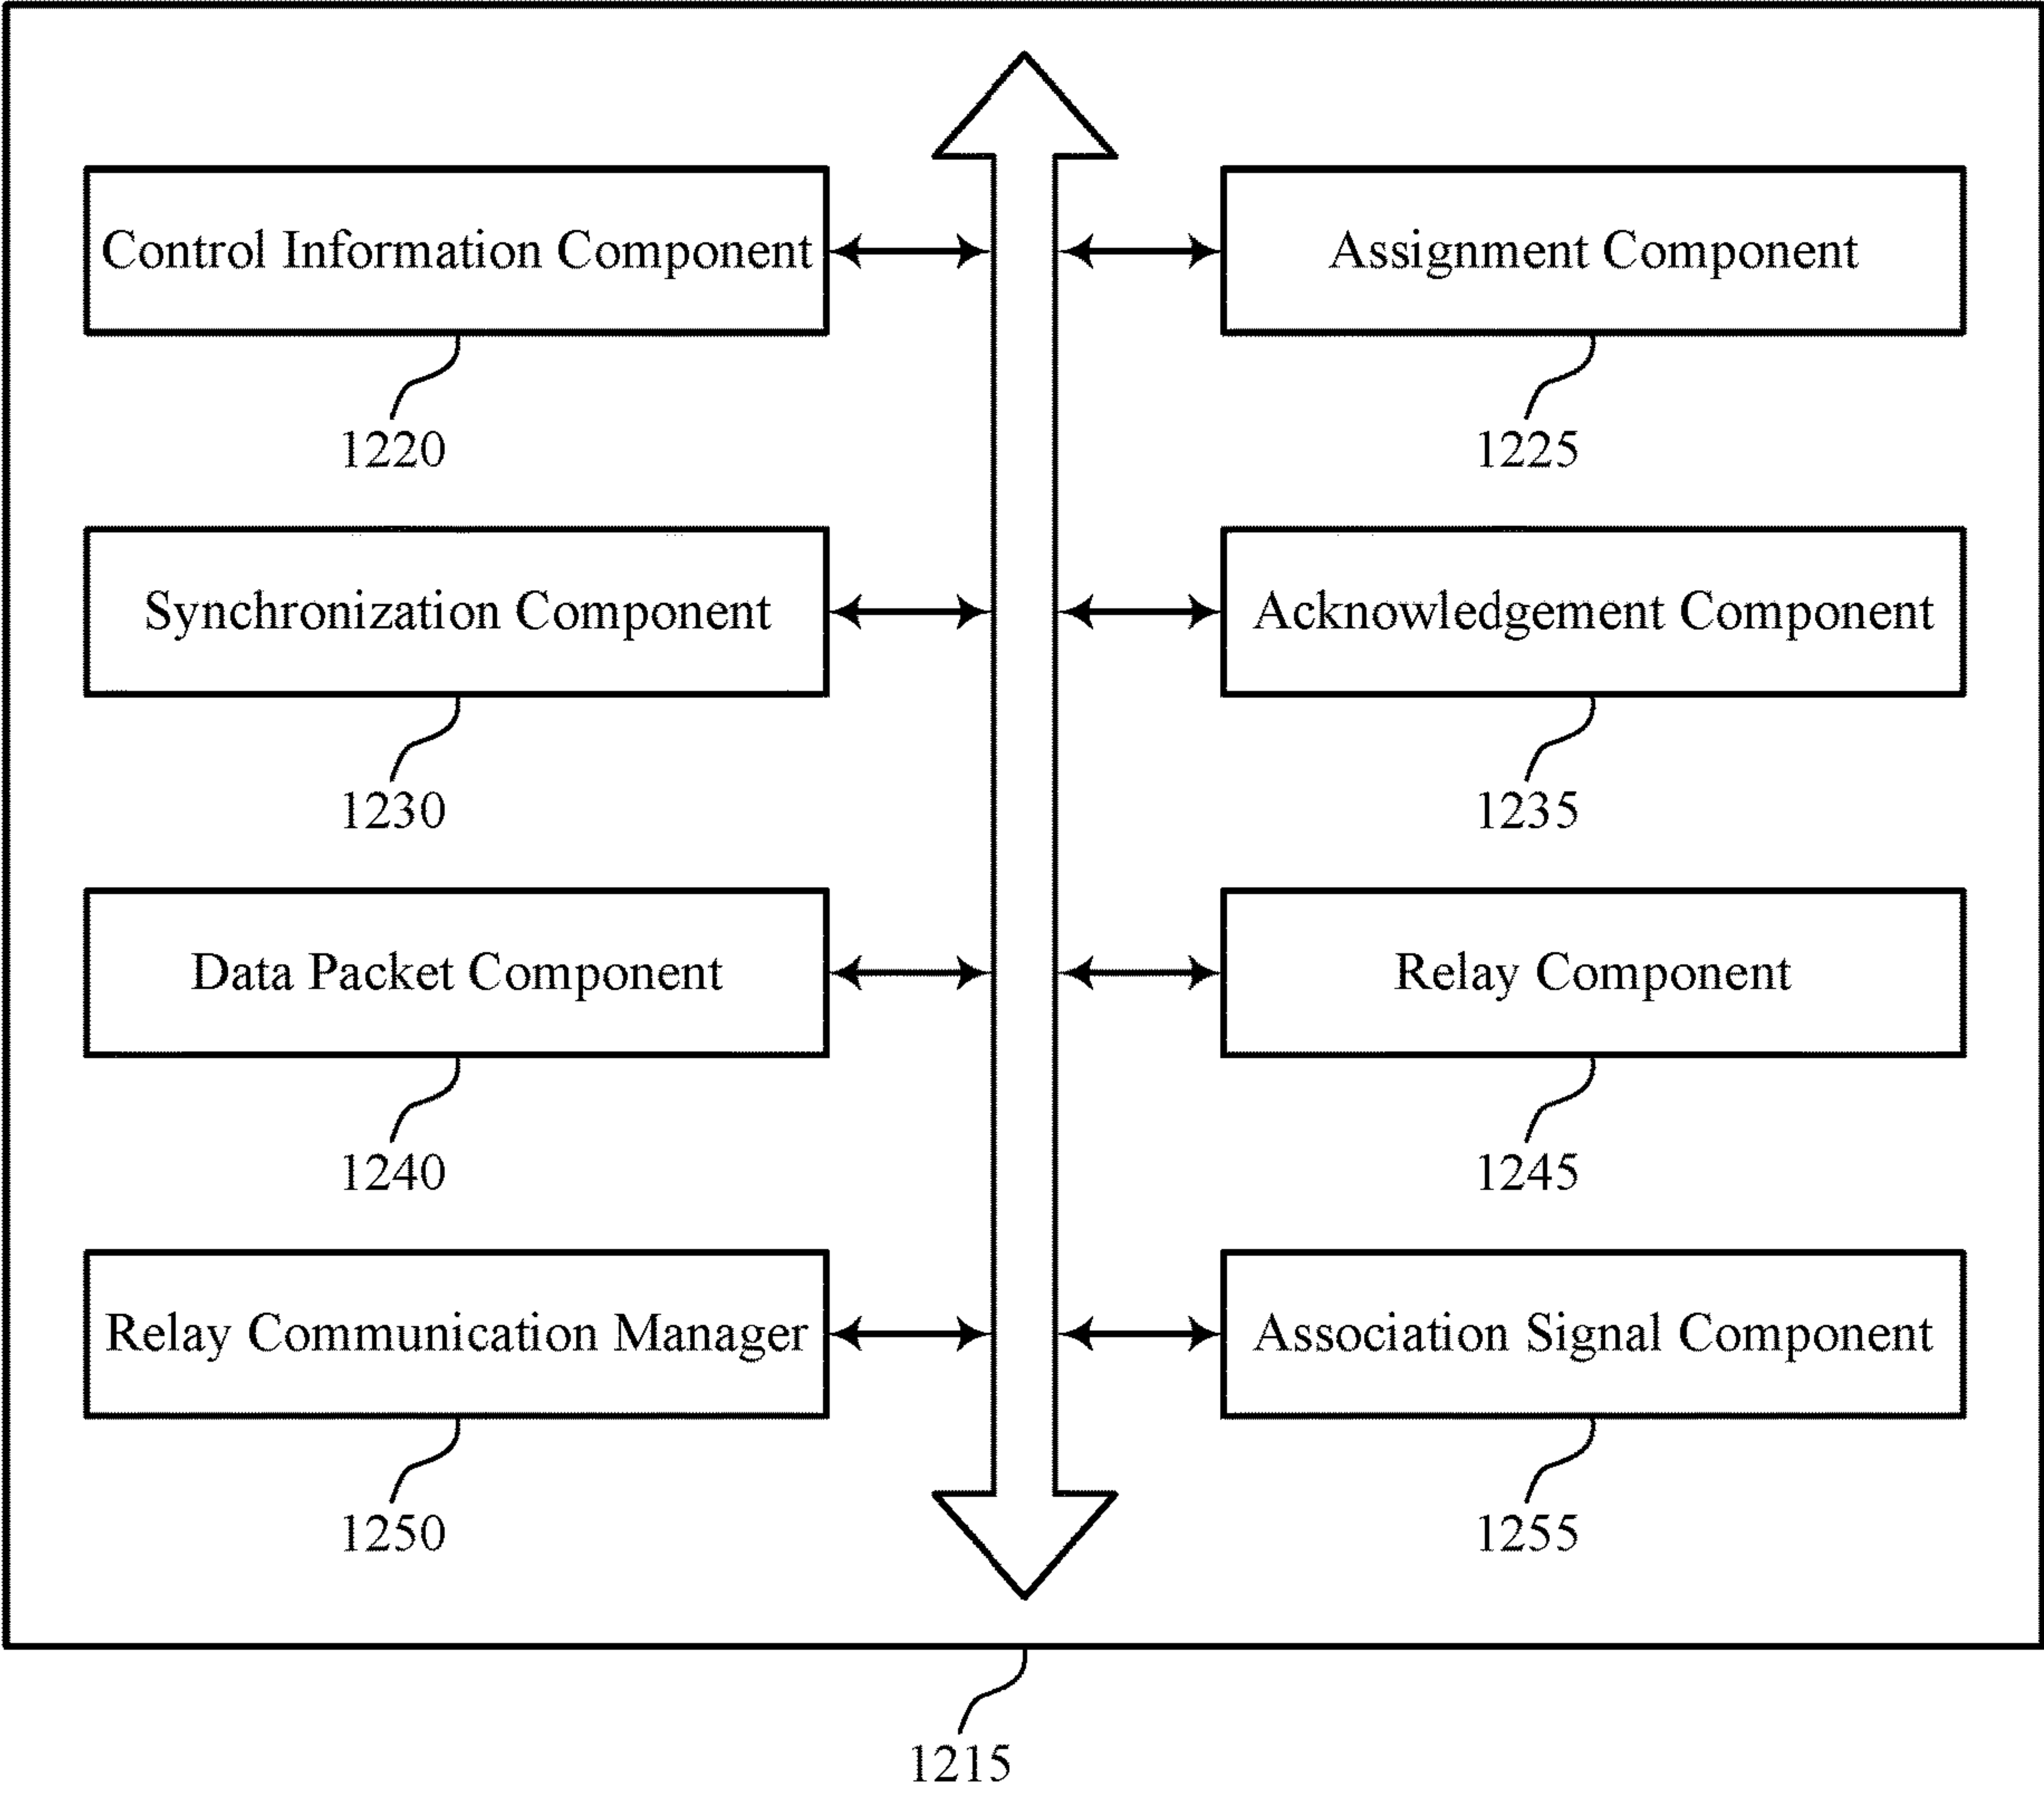 Control Information Component
Assignment Component
1220
1225
Synchronization Component
Acknowledgement Component
1230
1235
Data Packet Component
Relay Component
1240
1245
Relay Communication Manager
Association Signal Component
1250
1255
1215